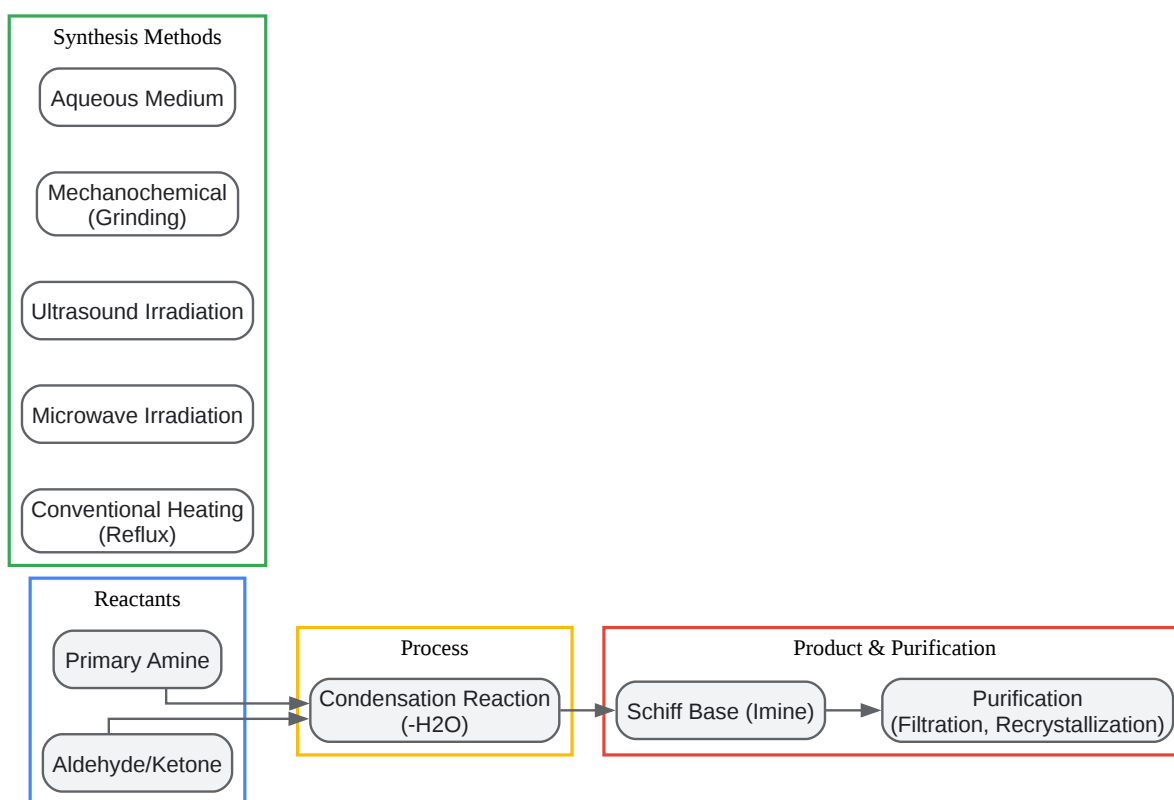 Synthesis Methods
Aqueous Medium
Mechanochemical
(Grinding)
Ultrasound Irradiation
Microwave Irradiation
Conventional Heating
(Reflux)
Reactants
Primary Amine
Aldehyde/Ketone
Process
Condensation Reaction
(-H2O)
Product & Purification
Schiff Base (Imine)
Purification
(Filtration, Recrystallization)